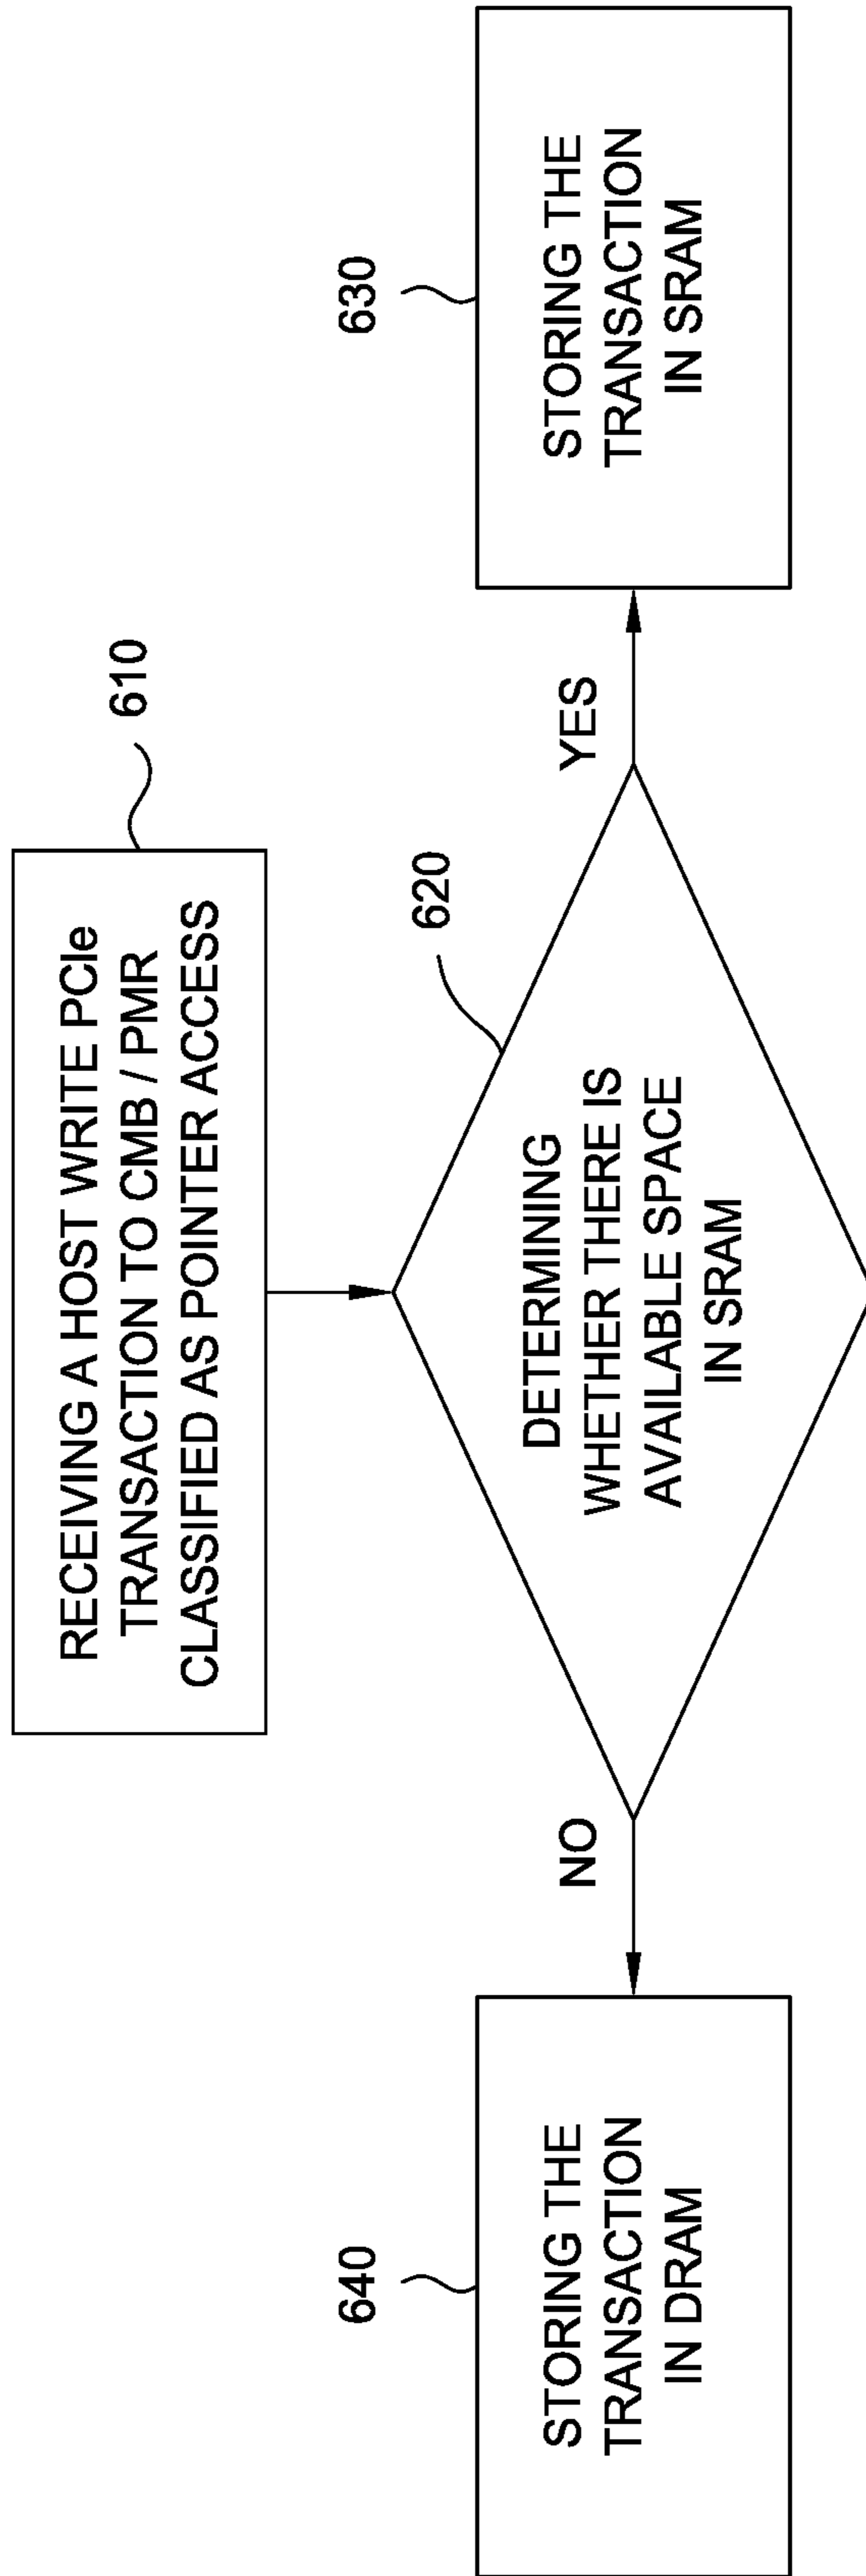 610
RECEIVING A HOST WRITE PCIe
TRANSACTION TO CMB / PMR
CLASSIFIED AS POINTER ACCESS
620
DETERMINING
WHETHER THERE IS
AVAILABLE SPACE
IN SRAM
NO
YES
640
STORING THE
TRANSACTION
IN DRAM
630
STORING THE
TRANSACTION
IN SRAM